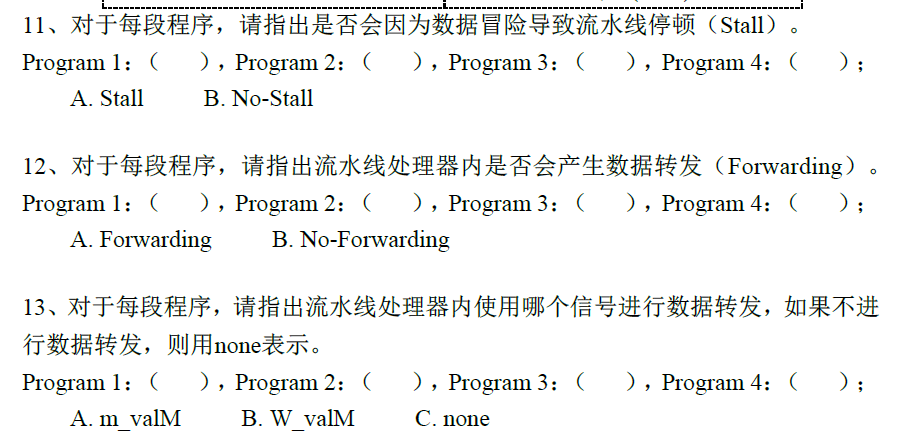 11、对于每段程序，请指出是否会因为数据冒险导致流水线停顿（Stall）。
Program 1：（ ），Program 2：（ ），Program 3：（ ），Program 4：（ ）；
A. Stall B. No-Stall
12、对于每段程序，请指出流水线处理器内是否会产生数据转发（Forwarding）。
Program 1：（ ），Program 2：（ ），Program 3：（ ），Program 4：（ ）；
A. Forwarding B. No-Forwarding
13、对于每段程序，请指出流水线处理器内使用哪个信号进行数据转发，如果不进
行数据转发，则用none表示。
Program 1：（ ），Program 2：（ ），Program 3：（ ），Program 4：（ ）；
A. m_valM B. W_valM C. none